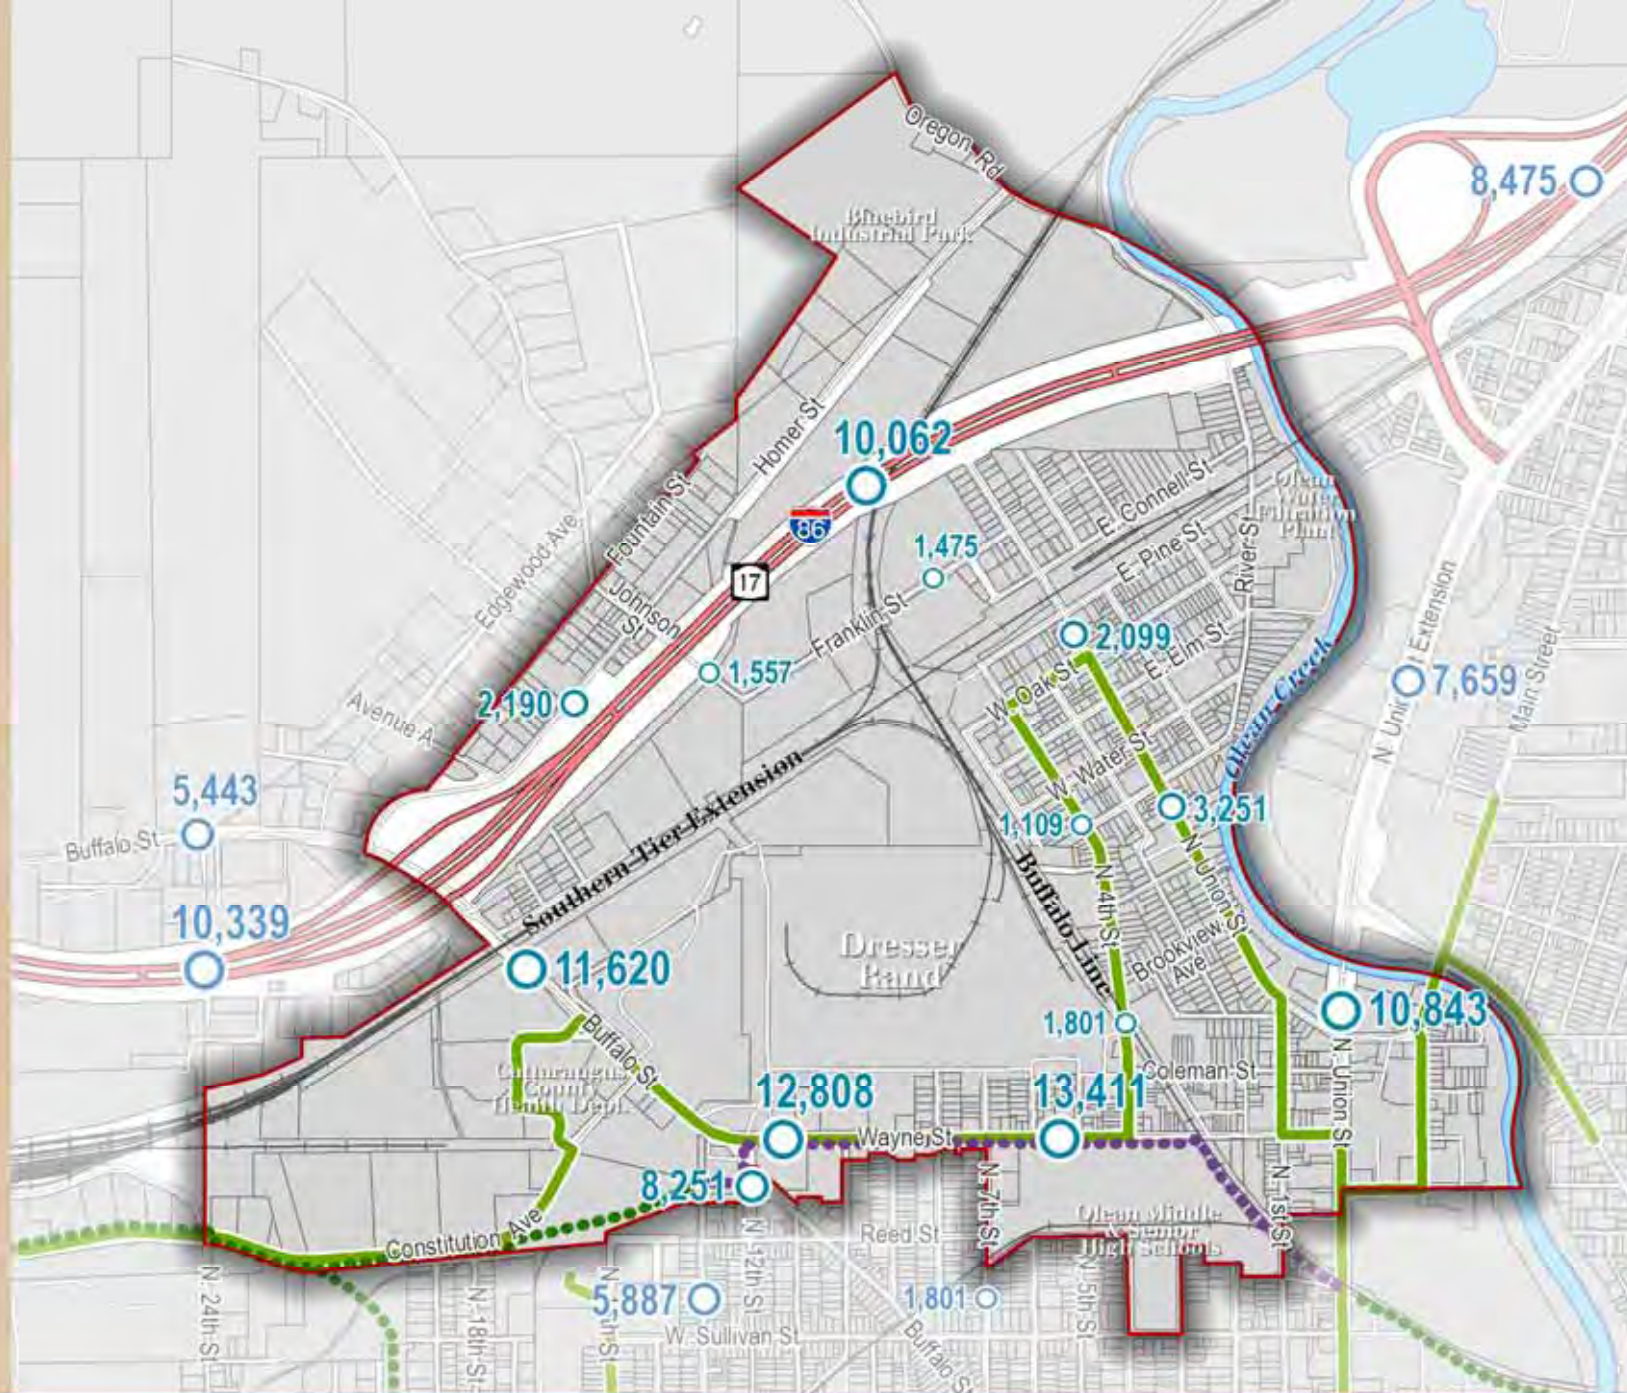 Oregon Rd
8,475
Bluebird
Industrial Park
Homer St
10,062
Fountain St
E. Connell St
Olean
Water
Filtration
Plant
86
1,475
E. Pine St
River St
Edgewood Ave
17
Johnson
St
Franklin St
2,099
E. Elm St
N. Union Extension
Main Street
1,557
W. Oak St
7,659
2,190
Olean Creek
Avenue A
W. Water St
5,443
Southern Tier Extension
1,109
3,251
Buffalo St
Buffalo Line
N. 4th St
N Union St
10,339
Dresser
Rand
Brookview
Ave
11,620
10,843
1,801
Buffalo St
Cattaraugus
County
Health Dept.
Coleman St
N. Union St
12,808
13,411
Wayne St
8,251
N. 7th St
N. 1st St
Constitution Ave
Reed St
Olean Middle
& Senior
High Schools
N. 24th St
N. 18th St
N. 12th St
5,887
1,801
N. 5th St
W. Sullivan St
Buffalo St